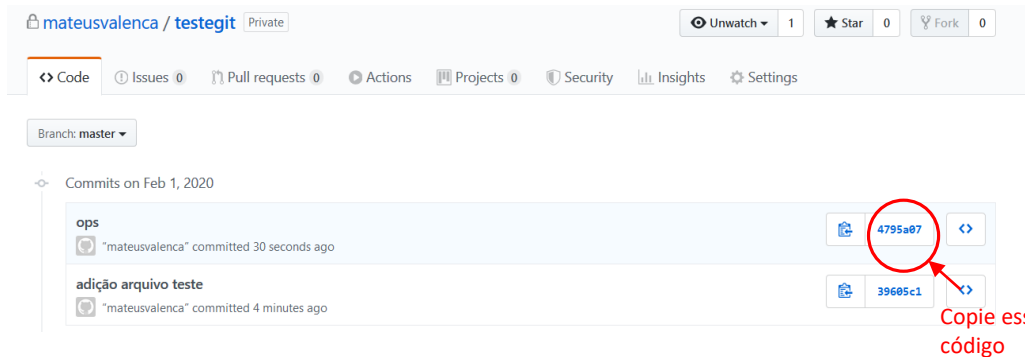 mateusvalenca / testegit Private
Unwatch 1 Star 0 Fork 0
Code Issues 0 Pull requests 0 Actions Projects 0 Security Insights Settings
Branch: master
Commits on Feb 1, 2020
ops
4795a07
"mateusvalenca" committed 30 seconds ago
adição arquivo teste
39605c1
"mateusvalenca" committed 4 minutes ago
Copie
código